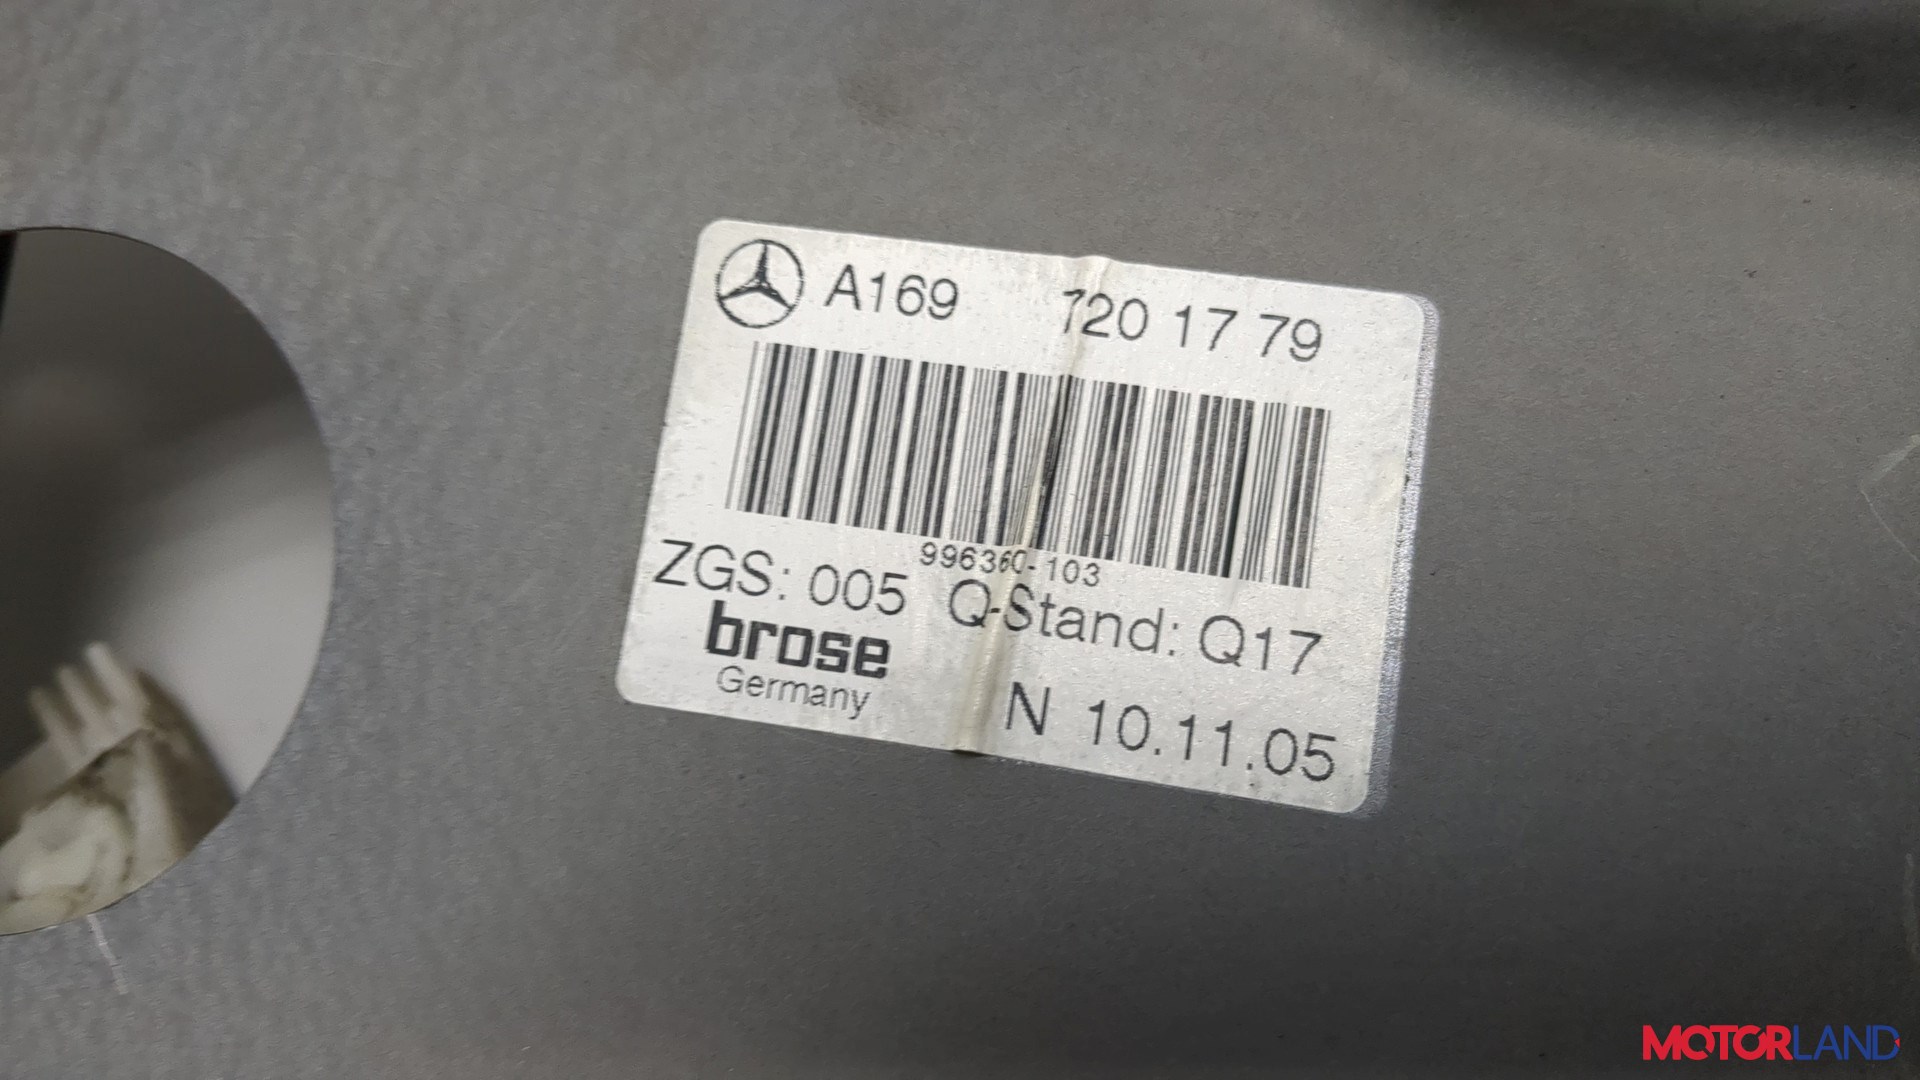 A169 720 17 79
996360-103
ZGS: 005 Q-Stand: Q17
brose
Germany
N 10.11.05
MOTORLAND